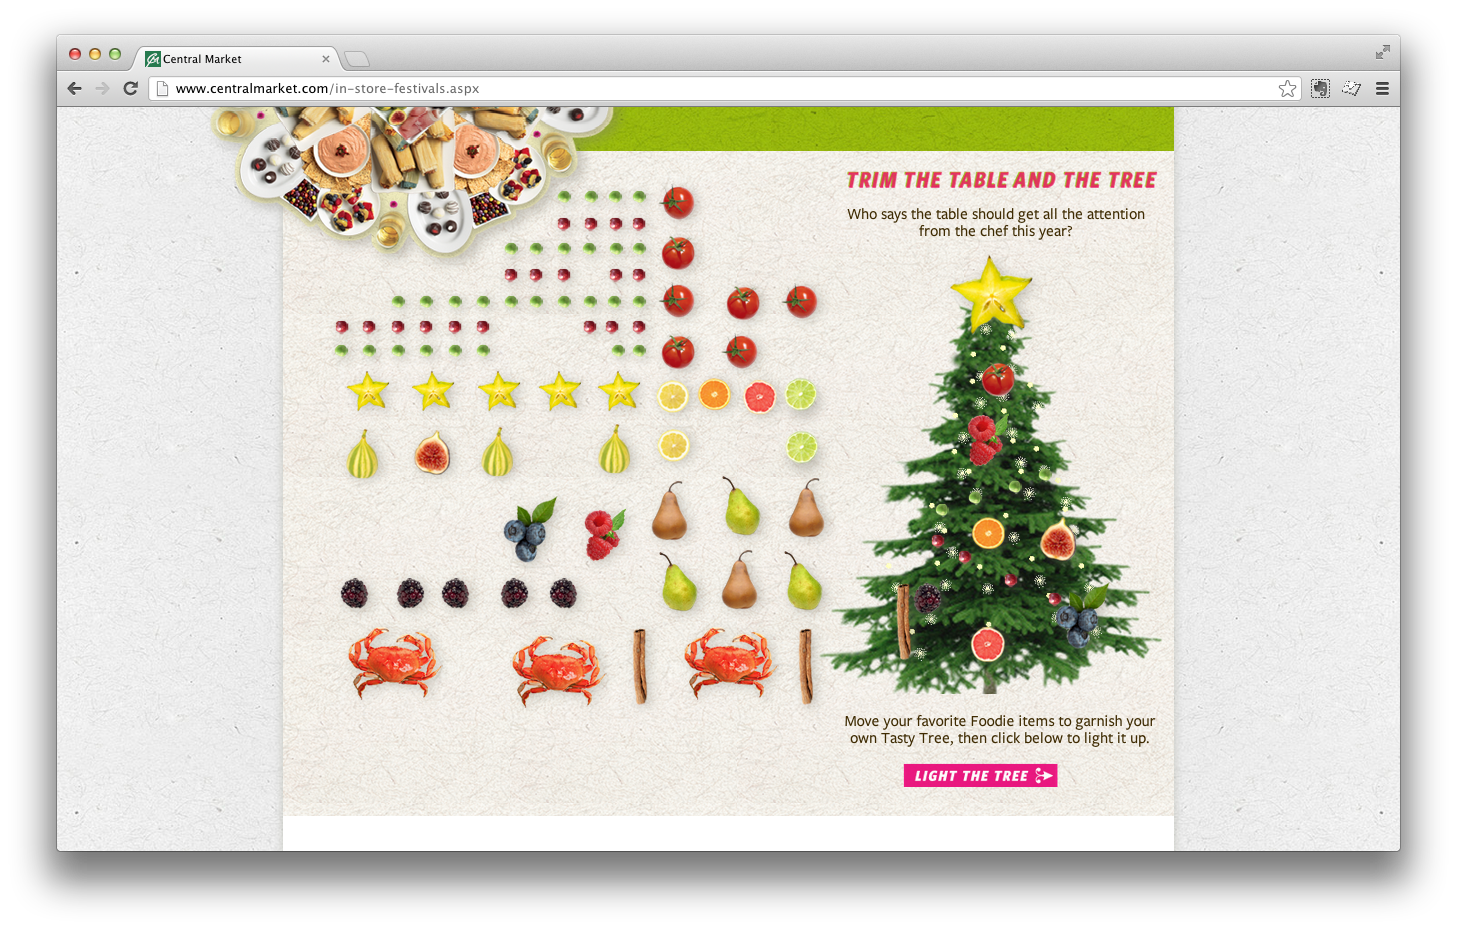 Central Market
www.centralmarket.com/in-store-festivals.aspx
TRIM THE TABLE AND THE TREE
Who says the table should get all the attention
from the chef this year?
Move your favorite Foodie items to garnish your
own Tasty Tree, then click below to light it up.
LIGHT THE TREE